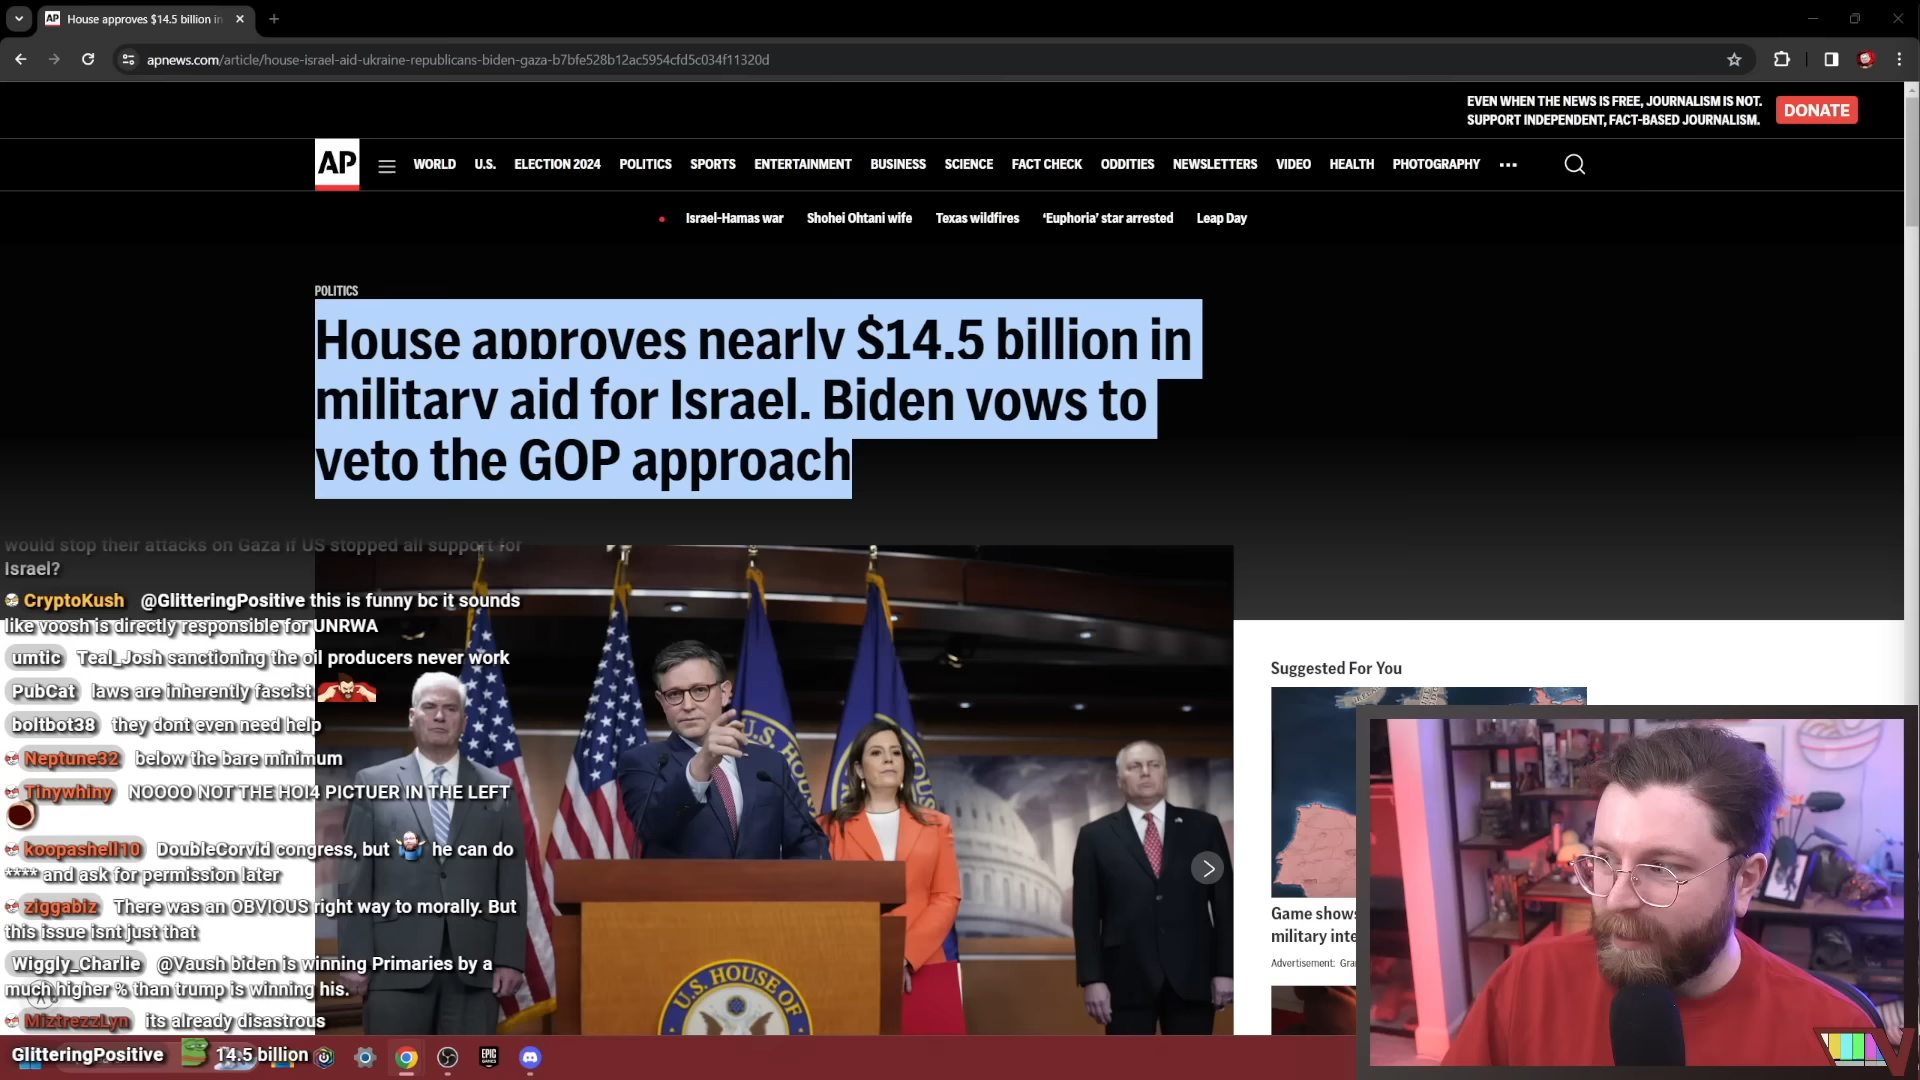 House approves $14.5 billion in
apnews.com/article/house-israel-aid-ukraine-republicans-biden-gaza-b7bfe528b12ac5954cfd5c034f11320d
EVEN WHEN THE NEWS IS FREE, JOURNALISM IS NOT.
SUPPORT INDEPENDENT, FACT-BASED JOURNALISM.
DONATE
AP WORLD U.S. ELECTION 2024 POLITICS SPORTS ENTERTAINMENT BUSINESS SCIENCE FACT CHECK ODDITIES NEWSLETTERS VIDEO HEALTH PHOTOGRAPHY
Israel-Hamas war Shohei Ohtani wife Texas wildfires ‘Euphoria’ star arrested Leap Day
POLITICS
House approves nearly $14.5 billion in
military aid for Israel. Biden vows to
veto the GOP approach
would stop their attacks on Gaza if US stopped all support for
Israel?
CryptoKush @GlitteringPositive this is funny bc it sounds
like voosh is directly responsible for UNRWA
umtic Teal_Josh sanctioning the oil producers never work
PubCat laws are inherently fascist
boltbot38 they dont even need help
Neptune32 below the bare minimum
T1nywhiny NOOOO NOT THE HOI4 PICTUER IN THE LEFT
koopashell10 DoubleCorvid congress, but he can do
**** and ask for permission later
ziggabiz There was an OBVIOUS right way to morally. But
this issue isnt just that
Wiggly_Charlie @Vaush biden is winning Primaries by a
much higher % than trump is winning his.
MiztrezzLyn its already disastrous
GlitteringPositive 14.5 billion
EPIC GAMES
U.S. HOUSE OF
U.S. HOU
Suggested For You
Game shows
military inte
Advertisement: Gra